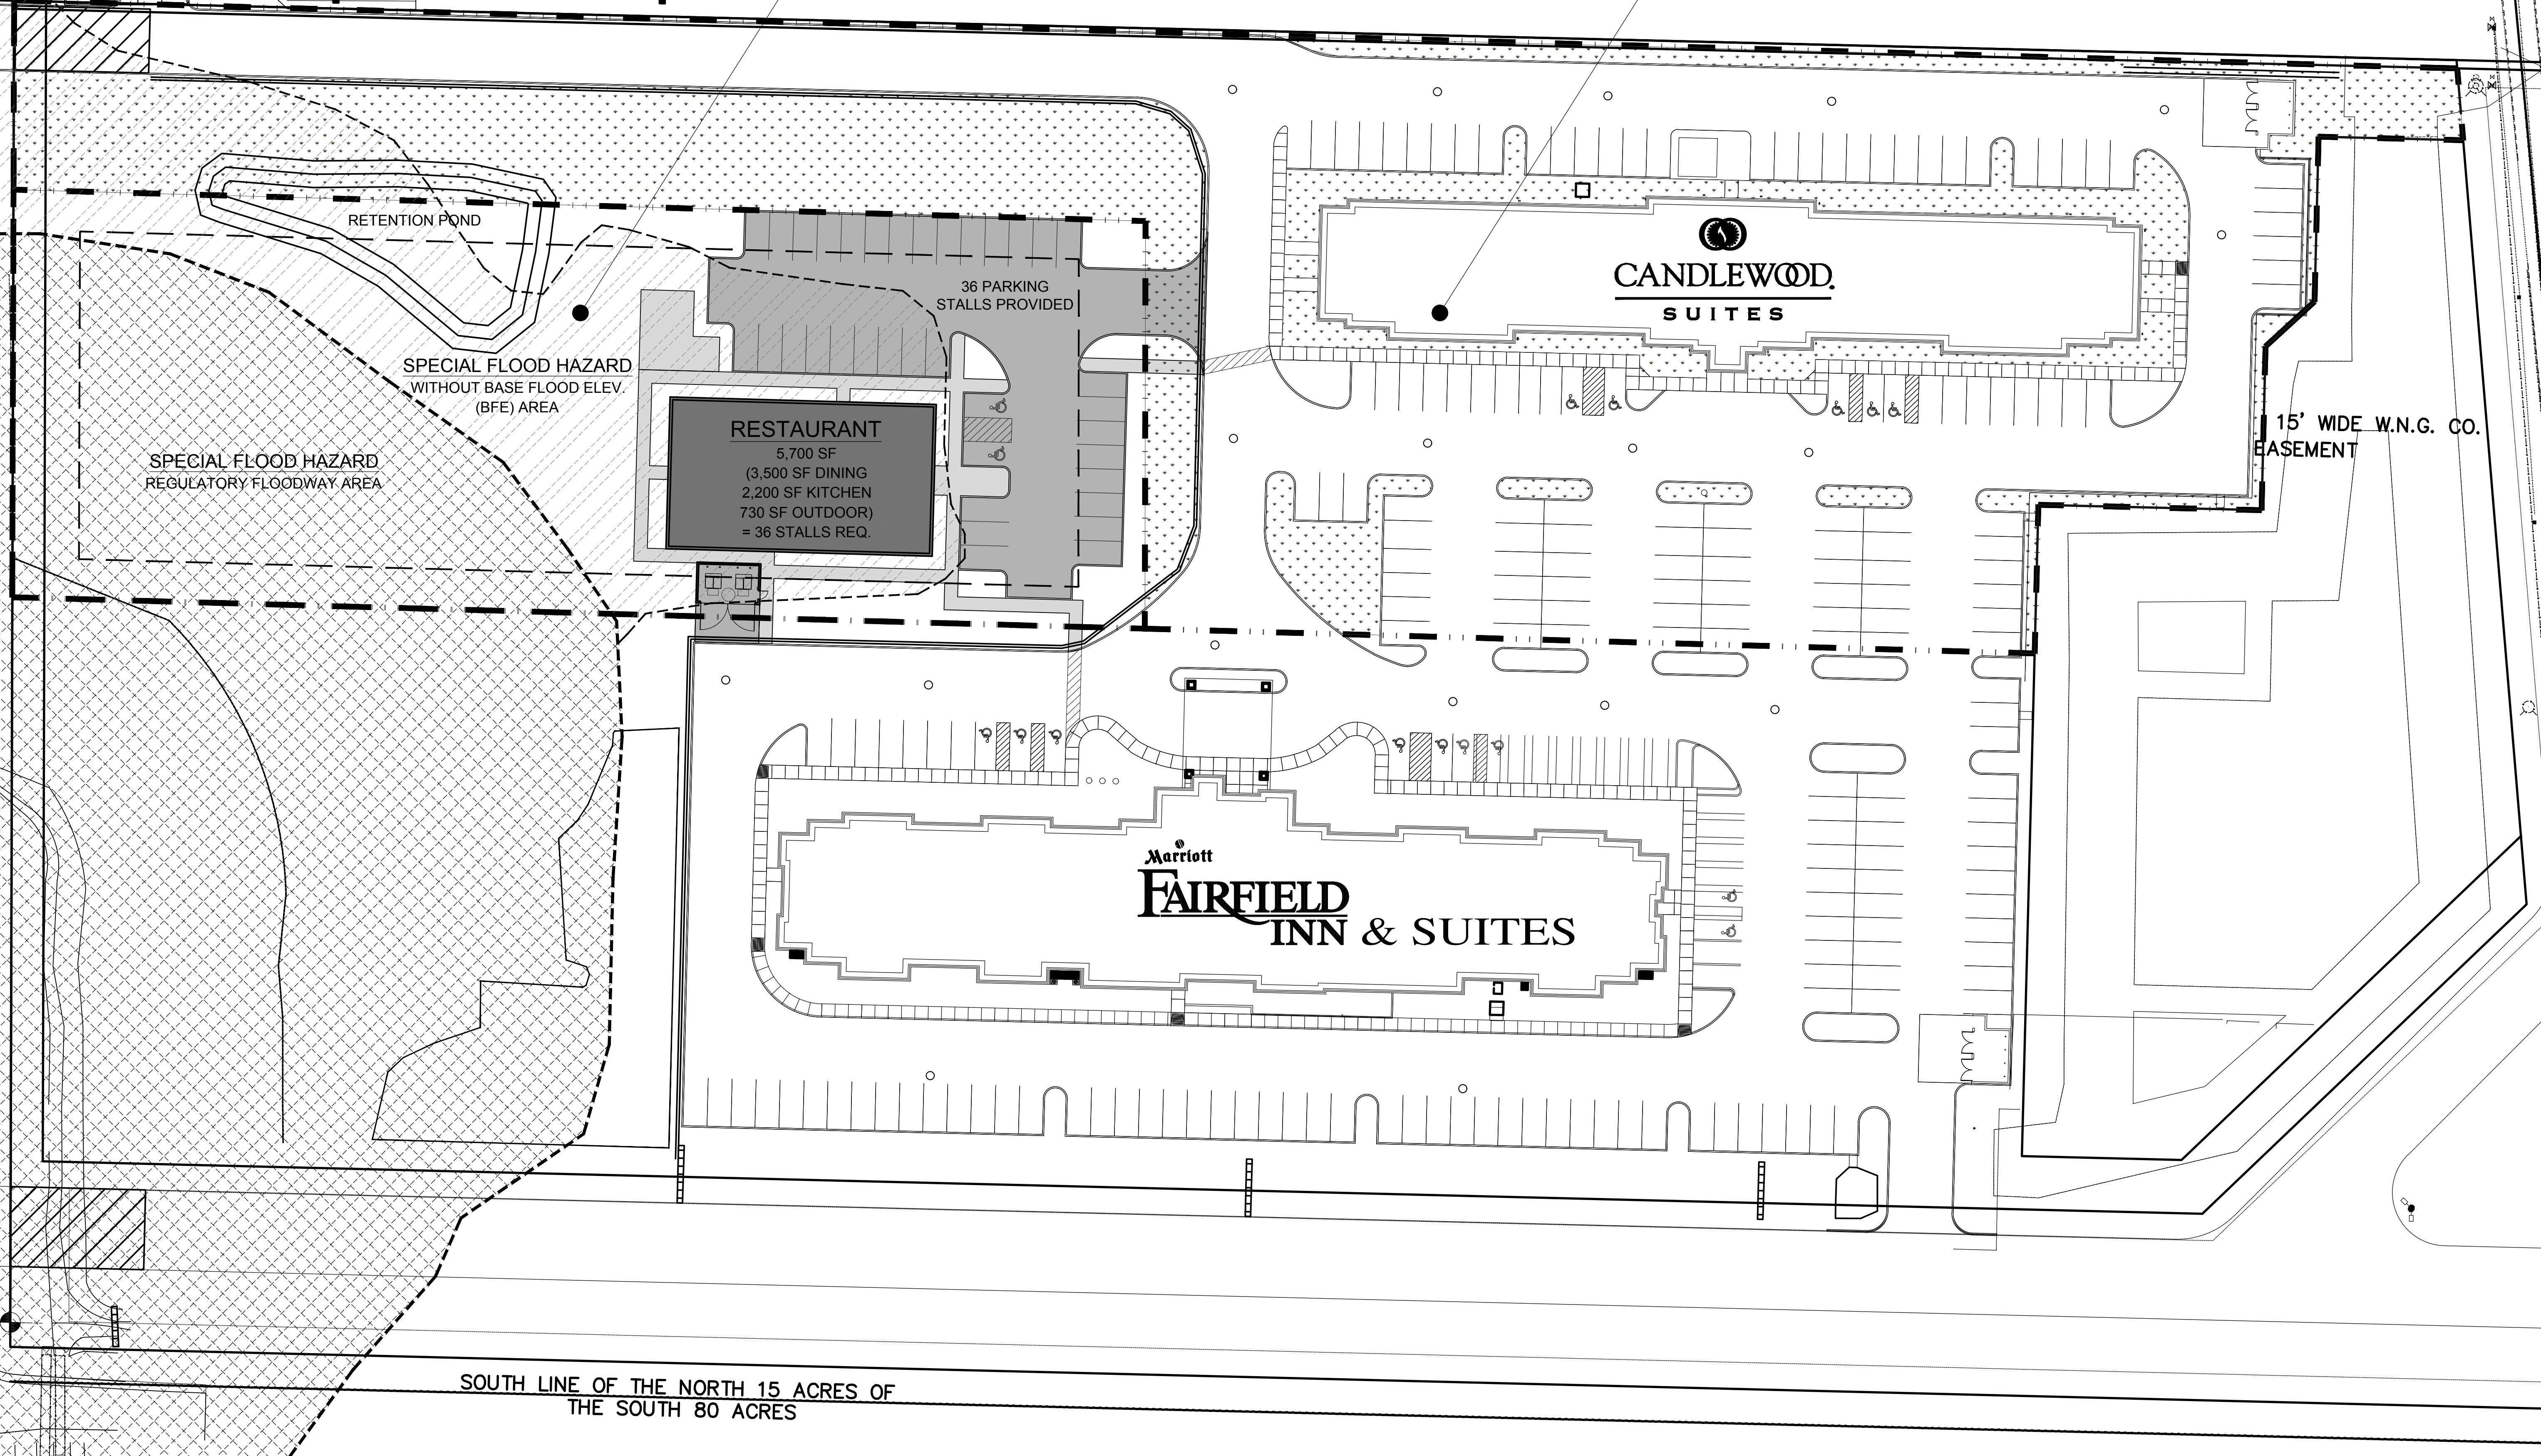 RETENTION POND
36 PARKING
STALLS PROVIDED
CANDLEWOOD
SUITES
SPECIAL FLOOD HAZARD
WITHOUT BASE FLOOD ELEV.
(BFE) AREA
SPECIAL FLOOD HAZARD
REGULATORY FLOODWAY AREA
RESTAURANT
5,700 SF
(3,500 SF DINING
2,200 SF KITCHEN
730 SF OUTDOOR)
= 36 STALLS REQ.
15' WIDE W.N.G. CO.
EASEMENT
Marriott
FAIRFIELD
INN & SUITES
SOUTH LINE OF THE NORTH 15 ACRES OF
THE SOUTH 80 ACRES